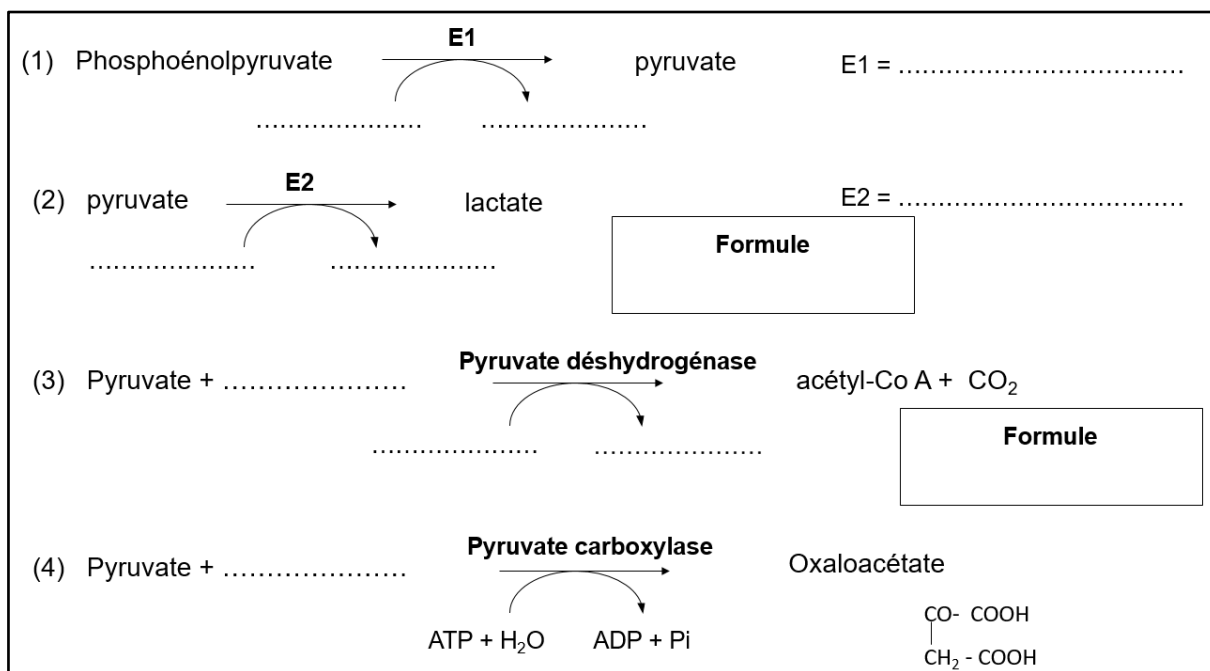 E1
(1) Phosphoénolpyruvate pyruvate E1 = ......................................
...................... ......................
E2
(2) pyruvate lactate E2 = ......................................
Formule
...................... ......................
Pyruvate déshydrogénase
(3) Pyruvate + ......................... acétyl-Co A + CO₂
Formule
...................... ......................
Pyruvate carboxylase
(4) Pyruvate + ......................... Oxaloacétate
CO- COOH
ATP + H₂O ADP + Pi
CH₂ - COOH